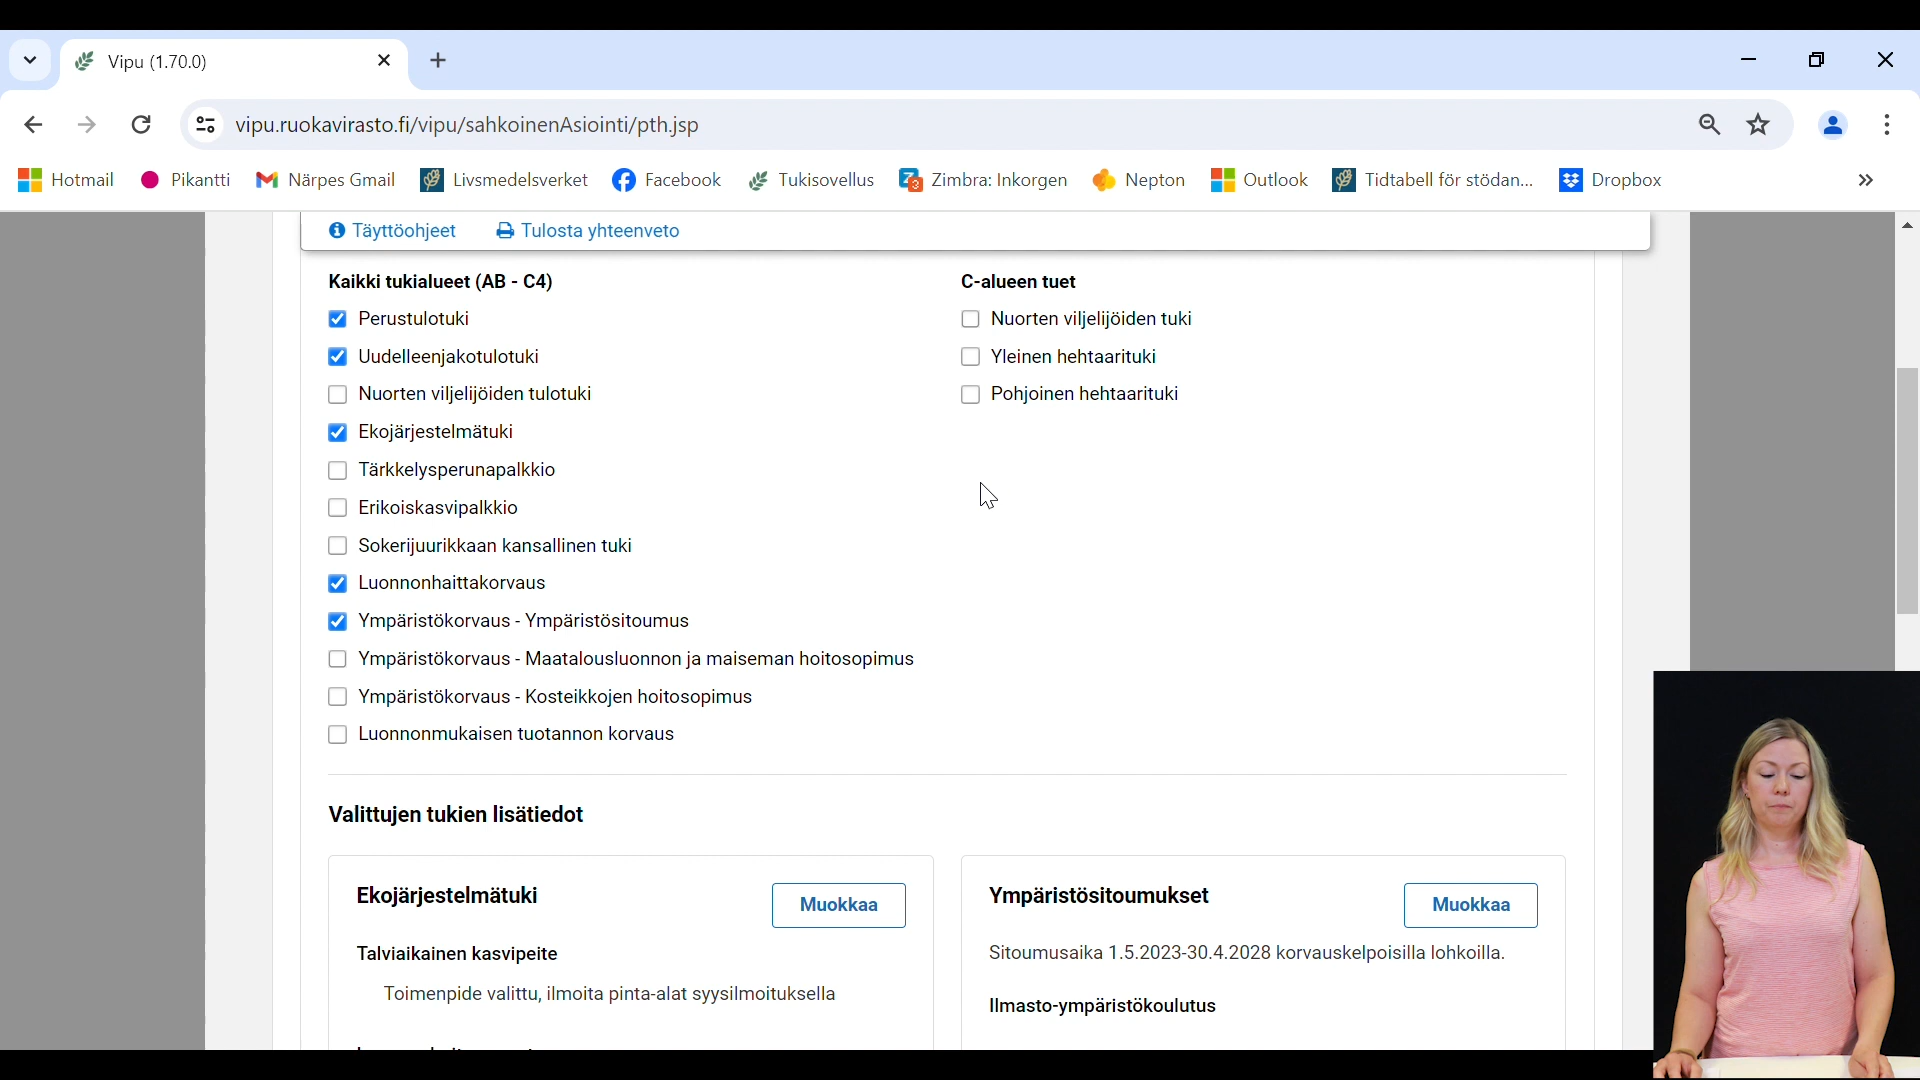 Vipu (1.70.0)
vipu.ruokavirasto.fi/vipu/sahkoinenAsiointi/pth.jsp
Hotmail Pikantti Närpes Gmail Livsmedelsverket Facebook Tukisovellus Zimbra: Inkorgen Nepton Outlook Tidtabell för stödan... Dropbox
Täyttöohjeet Tulosta yhteenveto
Kaikki tukialueet (AB - C4)
Perustulotuki
Uudelleenjakotulotuki
Nuorten viljelijöiden tulotuki
Ekojärjestelmätuki
Tärkkelysperunapalkkio
Erikoiskasvipalkkio
Sokerijuurikkaan kansallinen tuki
Luonnonhaittakorvaus
Ympäristökorvaus - Ympäristösitoumus
Ympäristökorvaus - Maatalousluonnon ja maiseman hoitosopimus
Ympäristökorvaus - Kosteikkojen hoitosopimus
Luonnonmukaisen tuotannon korvaus
C-alueen tuet
Nuorten viljelijöiden tuki
Yleinen hehtaarituki
Pohjoinen hehtaarituki
Valittujen tukien lisätiedot
Ekojärjestelmätuki Muokkaa
Talviaikainen kasvipeite
Toimenpide valittu, ilmoita pinta-alat syysilmoituksella
Ympäristösitoumukset Muokkaa
Sitoumusaika 1.5.2023-30.4.2028 korvauskelpoisilla lohkoilla.
Ilmasto-ympäristökoulutus